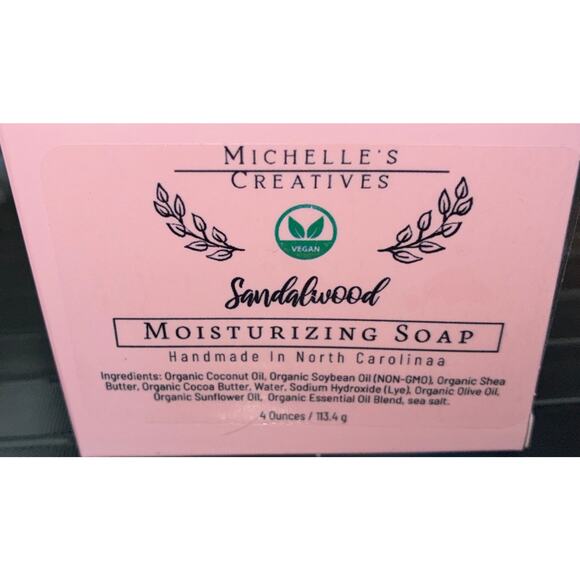 MICHELLE'S
CREATIVES
VEGAN
Sandalwood
MOISTURIZING SOAP
Handmade In North Carolinaa
Ingredients: Organic Coconut Oil, Organic Soybean Oil (NON-GMO), Organic Shea
Butter, Organic Cocoa Butter, Water, Sodium Hydroxide (Lye), Organic Olive Oil,
Organic Sunflower Oil, Organic Essential Oil Blend, sea salt.
4 Ounces / 113.4 g